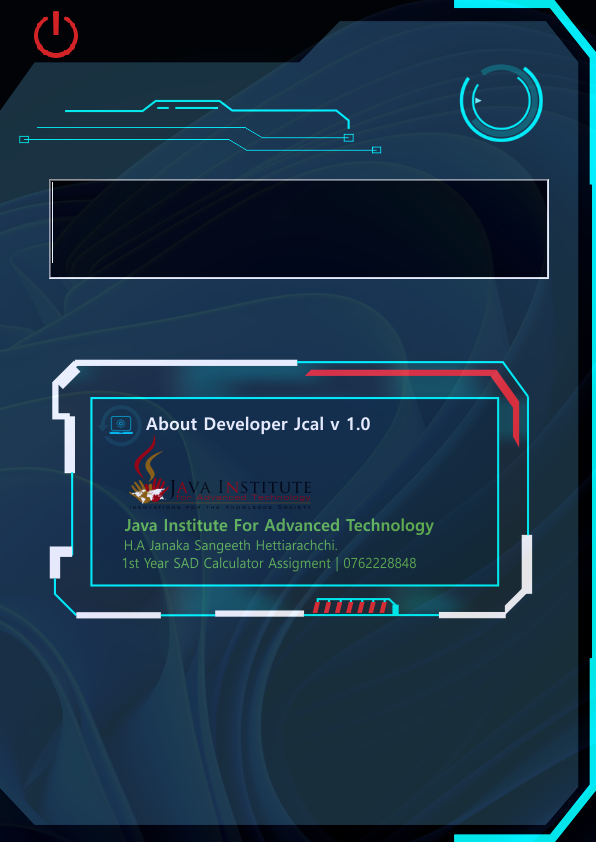 About Developer Jcal v 1.0
JAVA INSTITUTE
INNOVATIONS FOR THE KNOWLEDGE SOCIETY
Java Institute For Advanced Technology
H.A Janaka Sangeeth Hettiarachchi.
1st Year SAD Calculator Assigment | 0762228848